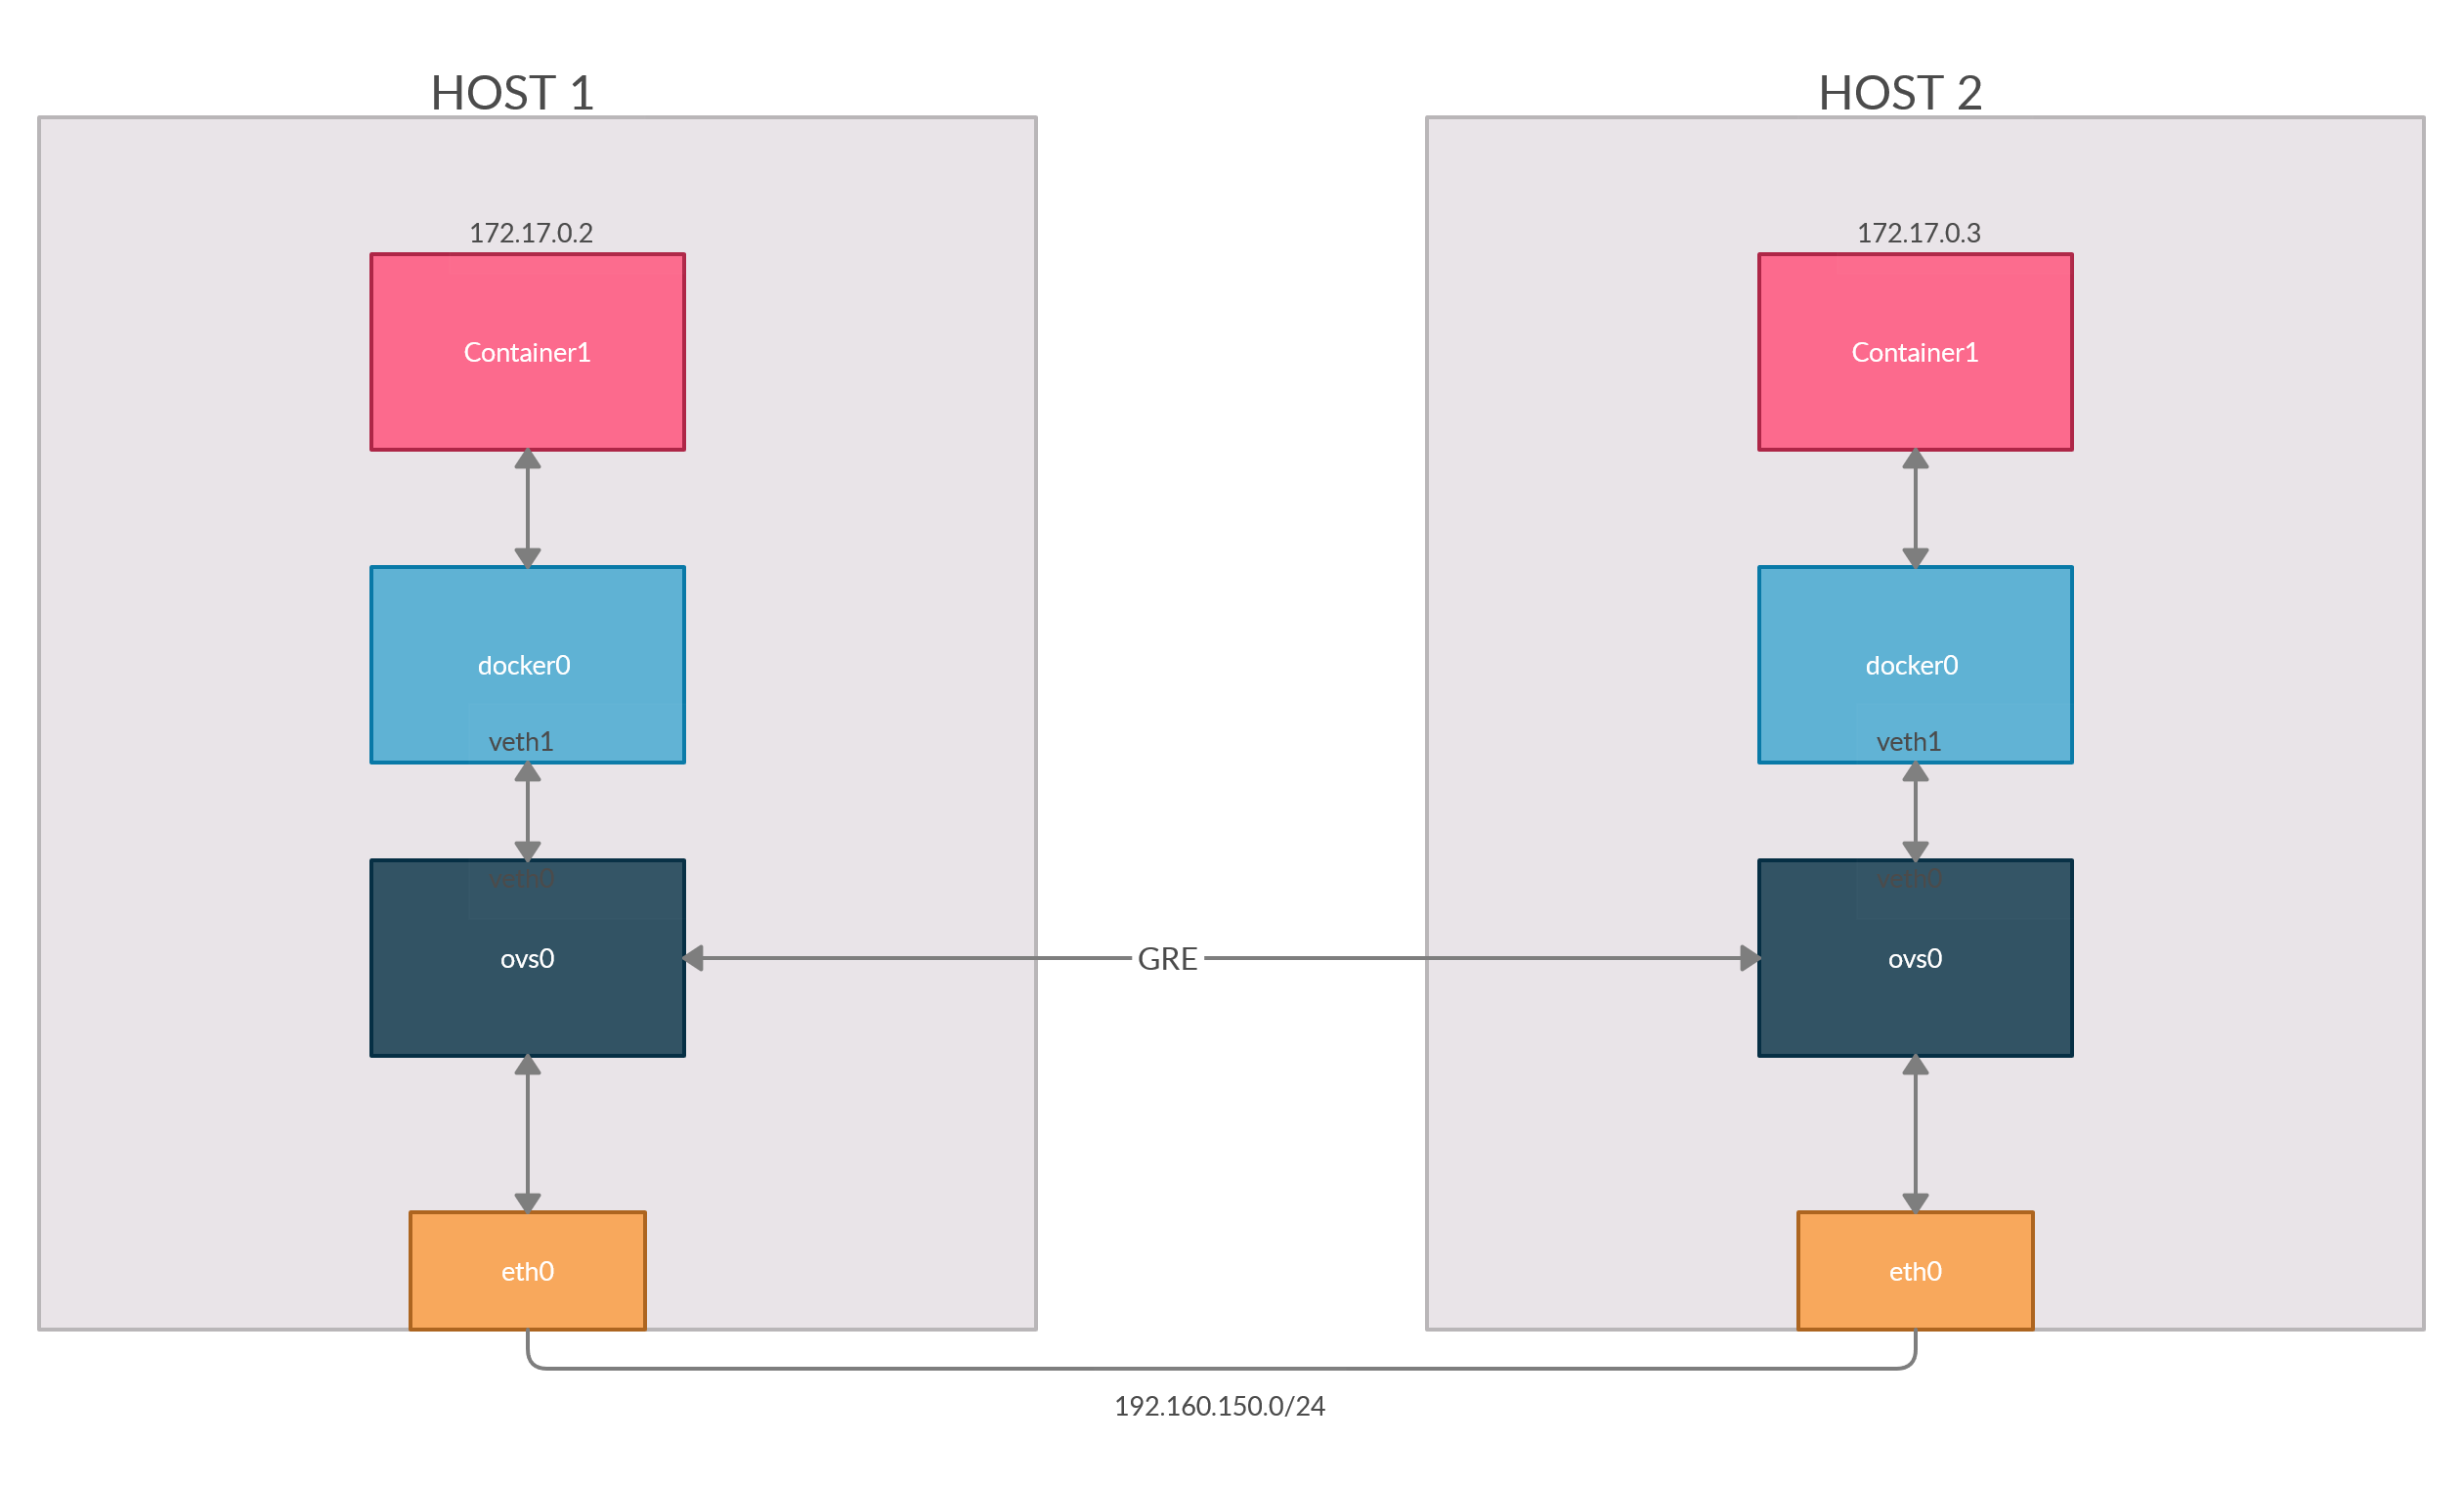 HOST 1
HOST 2
172.17.0.2
172.17.0.3
Container1
Container1
docker0
docker0
veth1
veth1
veth0
veth0
ovs0
GRE
ovs0
eth0
eth0
192.160.150.0/24